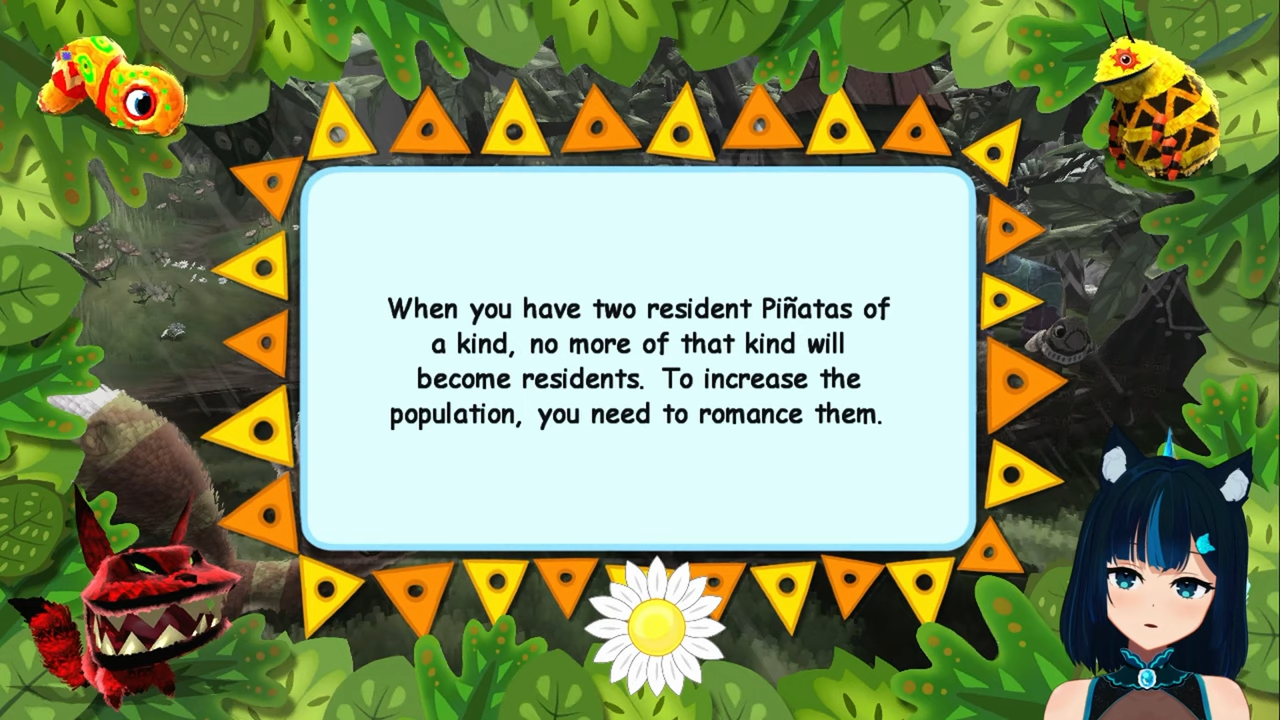 When you have two resident Piñatas of
a kind, no more of that kind will
become residents. To increase the
population, you need to romance them.